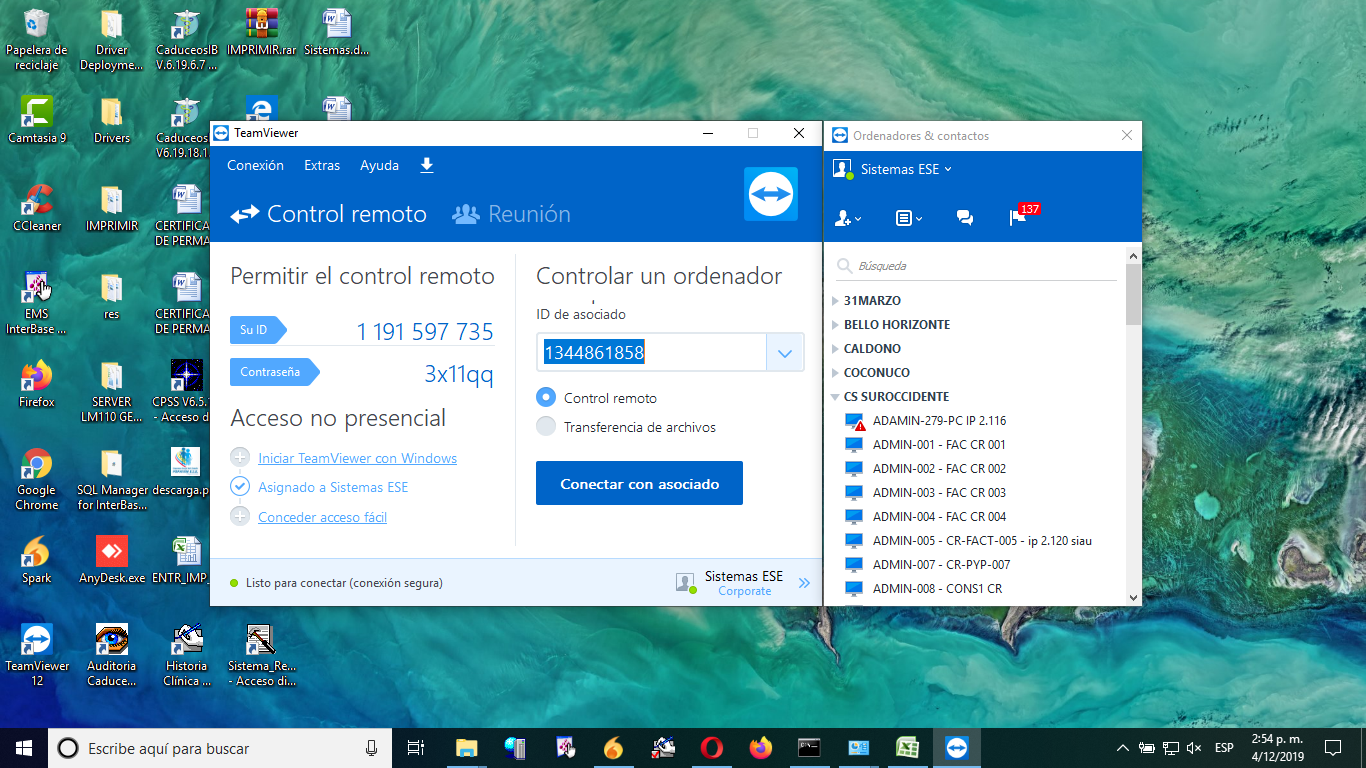 Papelera de
reciclaje
Driver
Deployme...
CaduceosIB
V.6.19.6.7 ...
IMPRIMIR.rar
Sistemas.d...
Camtasia 9
Drivers
Caduceos
V6.19.18.1
CCleaner
IMPRIMIR
CERTIFICA
DE PERMA
EMS
InterBase ...
res
CERTIFICA
DE PERMA
Firefox
SERVER
LM110 GE...
CPSS V6.5.
- Acceso d
Google
Chrome
SQL Manager
for InterBas...
descarga.p
Spark
AnyDesk.exe
ENTR_IMP_
TeamViewer
12
Auditoria
Caduce...
Historia
Clínica ...
Sistema_Re...
- Acceso di...
TeamViewer
Conexión Extras Ayuda
Control remoto Reunión
Permitir el control remoto
Su ID 1 191 597 735
Contraseña 3x11qq
Acceso no presencial
Iniciar TeamViewer con Windows
Asignado a Sistemas ESE
Conceder acceso fácil
Controlar un ordenador
ID de asociado
1344861858
Control remoto
Transferencia de archivos
Conectar con asociado
Listo para conectar (conexión segura)
Sistemas ESE
Corporate
Ordenadores & contactos
Sistemas ESE
137
Búsqueda
31MARZO
BELLO HORIZONTE
CALDONO
COCONUCO
CS SUROCCIDENTE
ADAMIN-279-PC IP 2.116
ADMIN-001 - FAC CR 001
ADMIN-002 - FAC CR 002
ADMIN-003 - FAC CR 003
ADMIN-004 - FAC CR 004
ADMIN-005 - CR-FACT-005 - ip 2.120 siau
ADMIN-007 - CR-PYP-007
ADMIN-008 - CONS1 CR
Escribe aquí para buscar
ESP
2:54 p. m.
4/12/2019